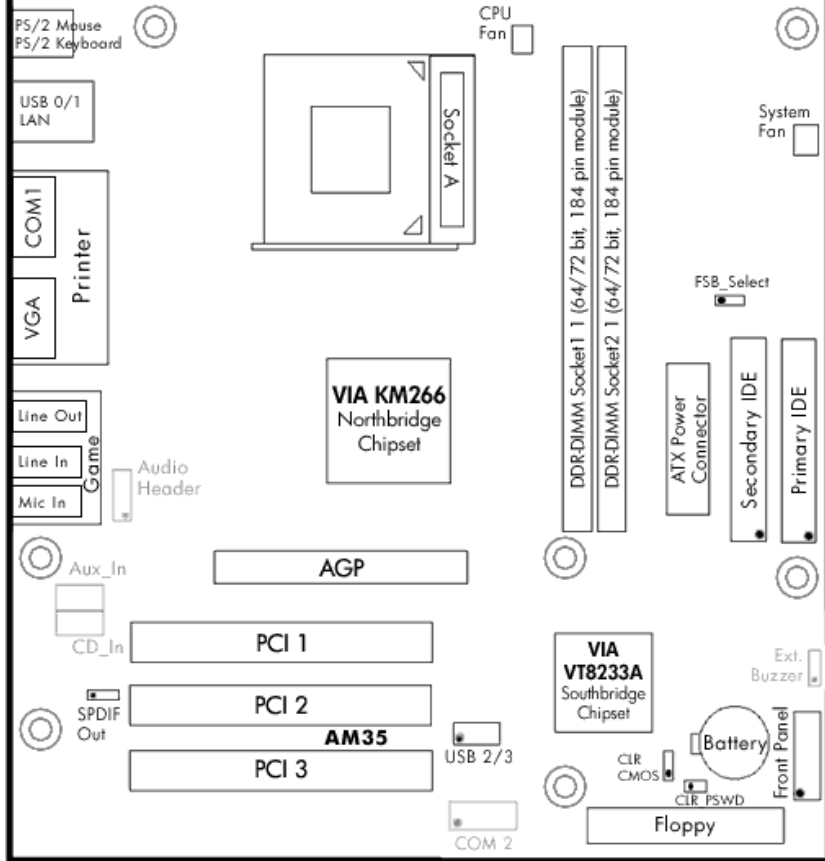 PS/2 Mouse
PS/2 Keyboard
CPU
Fan
USB 0/1
LAN
Socket A
System
Fan
COM1
VGA
Printer
DDR-DIMM Socket1 1 (64/72 bit, 184 pin module)
DDR-DIMM Socket2 1 (64/72 bit, 184 pin module)
FSB_Select
VIA KM266
Northbridge
Chipset
ATX Power
Connector
Secondary IDE
Primary IDE
Line Out
Line In
Mic In
Game
Audio
Header
AGP
Aux_In
CD_In
PCI 1
VIA
VT8233A
Southbridge
Chipset
Ext.
Buzzer
SPDIF
Out
PCI 2
AM35
PCI 3
USB 2/3
Battery
Front Panel
CLR
CMOS
CLR PSWD
COM 2
Floppy